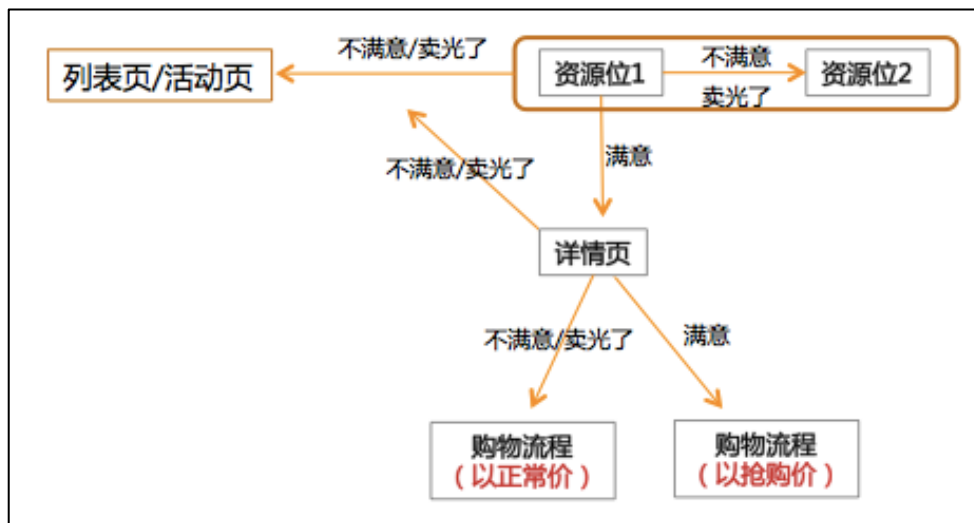 不满意/卖光了
列表页/活动页
资源位1
不满意
卖光了
资源位2
不满意/卖光了
满意
详情页
不满意/卖光了
满意
购物流程
（以正常价）
购物流程
（以抢购价）